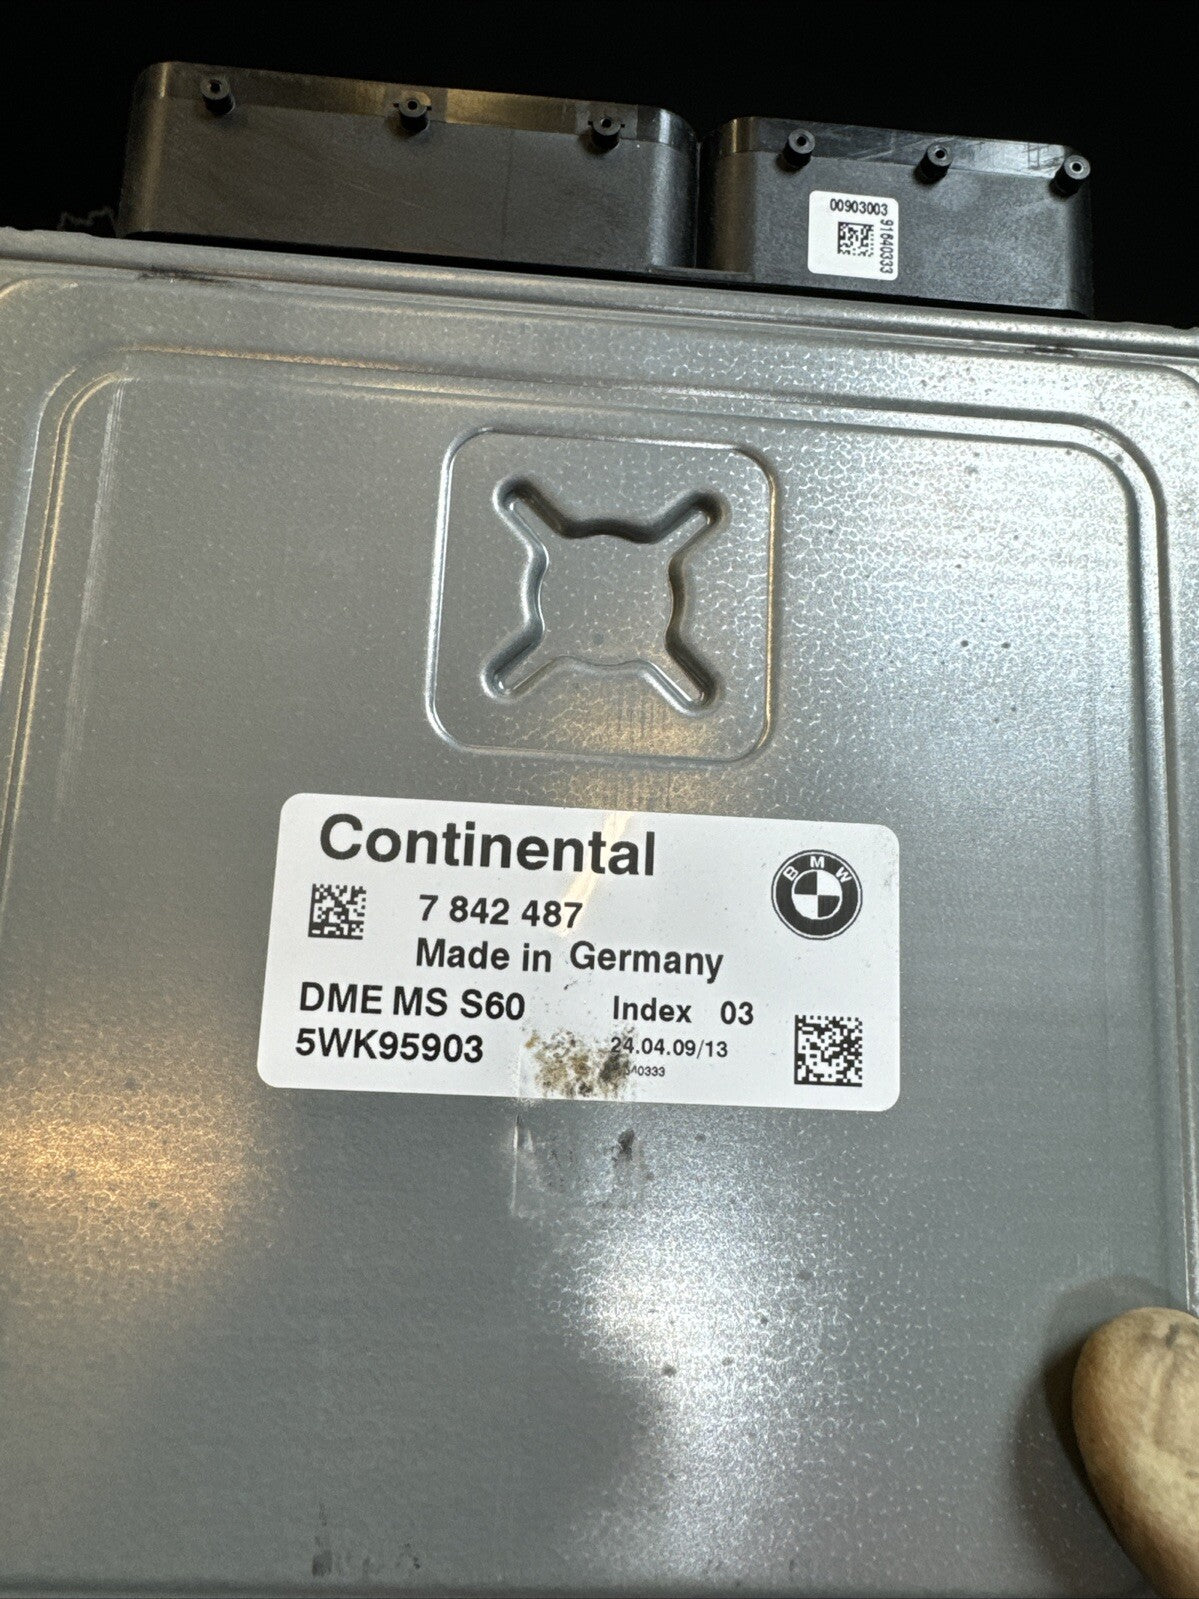 00903003
91640333
Continental
BMW
7 842 487
Made in Germany
DME MS S60
Index 03
5WK95903
24.04.09/13
40333